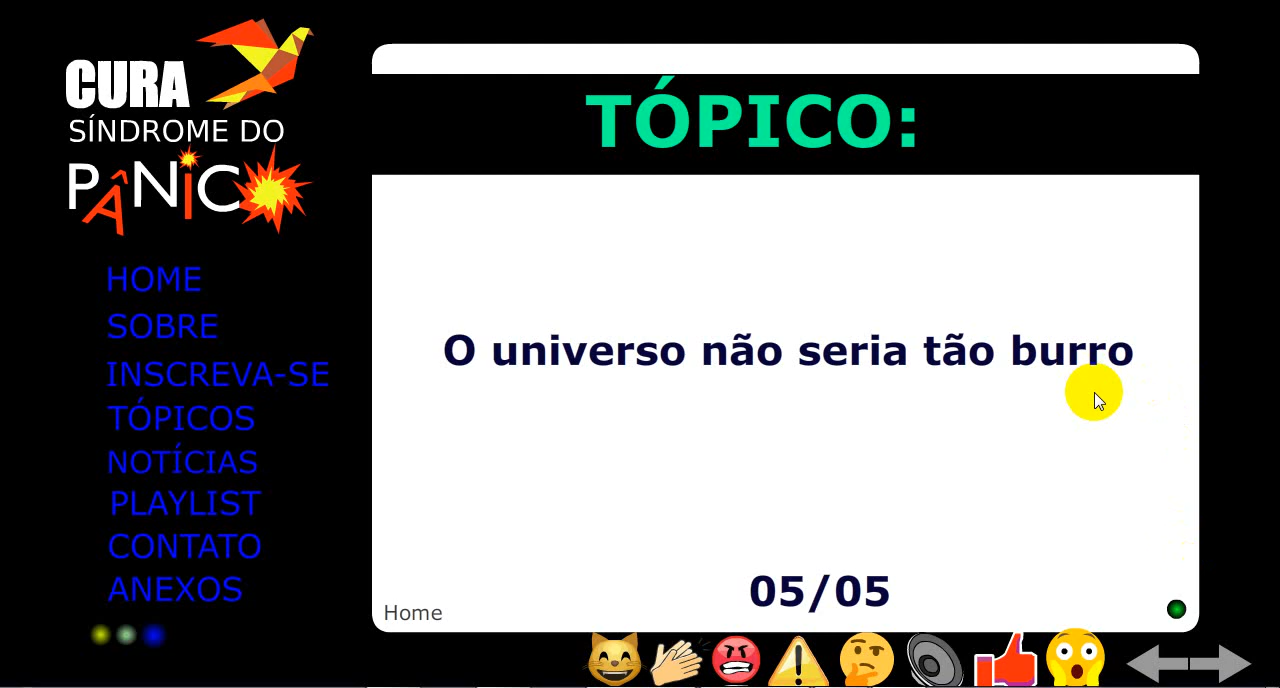 CURA
SÍNDROME DO
PÂNiCO
HOME
SOBRE
INSCREVA-SE
TÓPICOS
NOTÍCIAS
PLAYLIST
CONTATO
ANEXOS
TÓPICO:
O universo não seria tão burro
05/05
Home